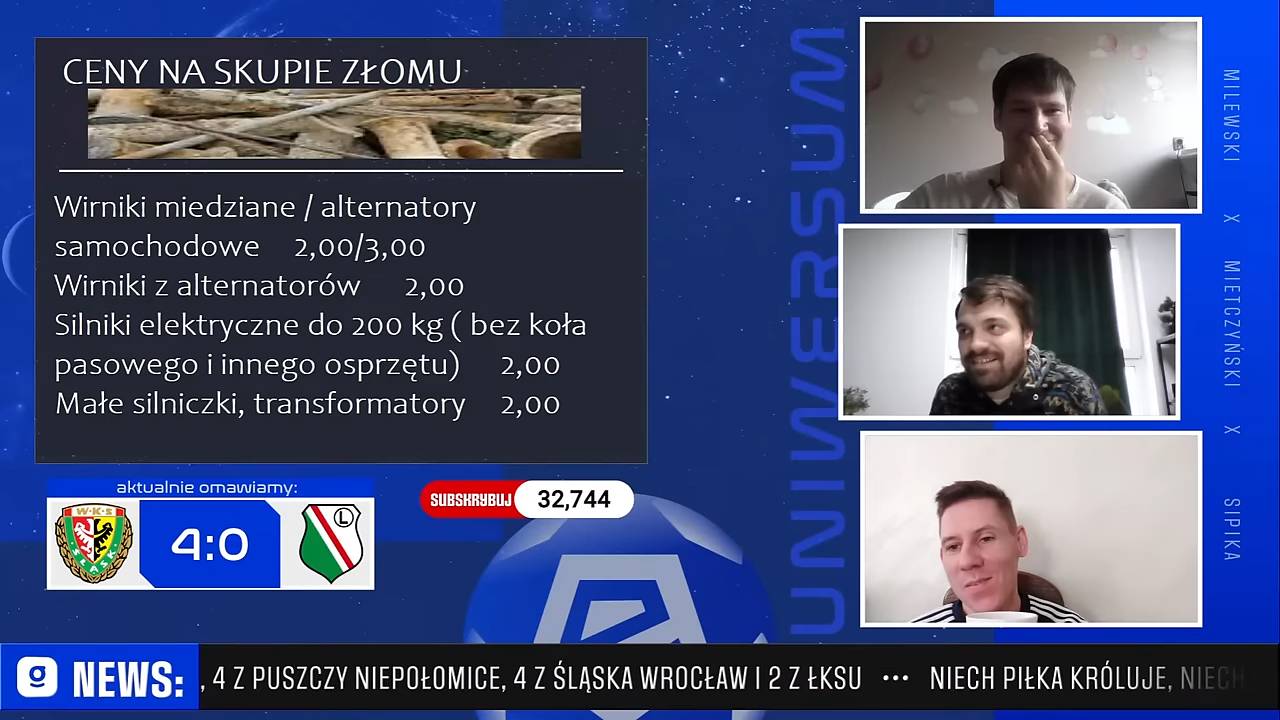 CENY NA SKUPIE ZŁOMU
Wirniki miedziane / alternatory
samochodowe 2,00/3,00
Wirniki z alternatorów 2,00
Silniki elektryczne do 200 kg ( bez koła
pasowego i innego osprzętu) 2,00
Małe silniczki, transformatory 2,00
aktualnie omawiamy:
W·K·S
4:0
L
SUBSKRYBUJ 32,744
UNIWERSUM
MILEWSKI X MIETCZYŃSKI X SIPIKA
g NEWS: , 4 Z PUSZCZY NIEPOŁOMICE, 4 Z ŚLĄSKA WROCŁAW I 2 Z ŁKSU ••• NIECH PIŁKA KRÓLUJE, NIECH